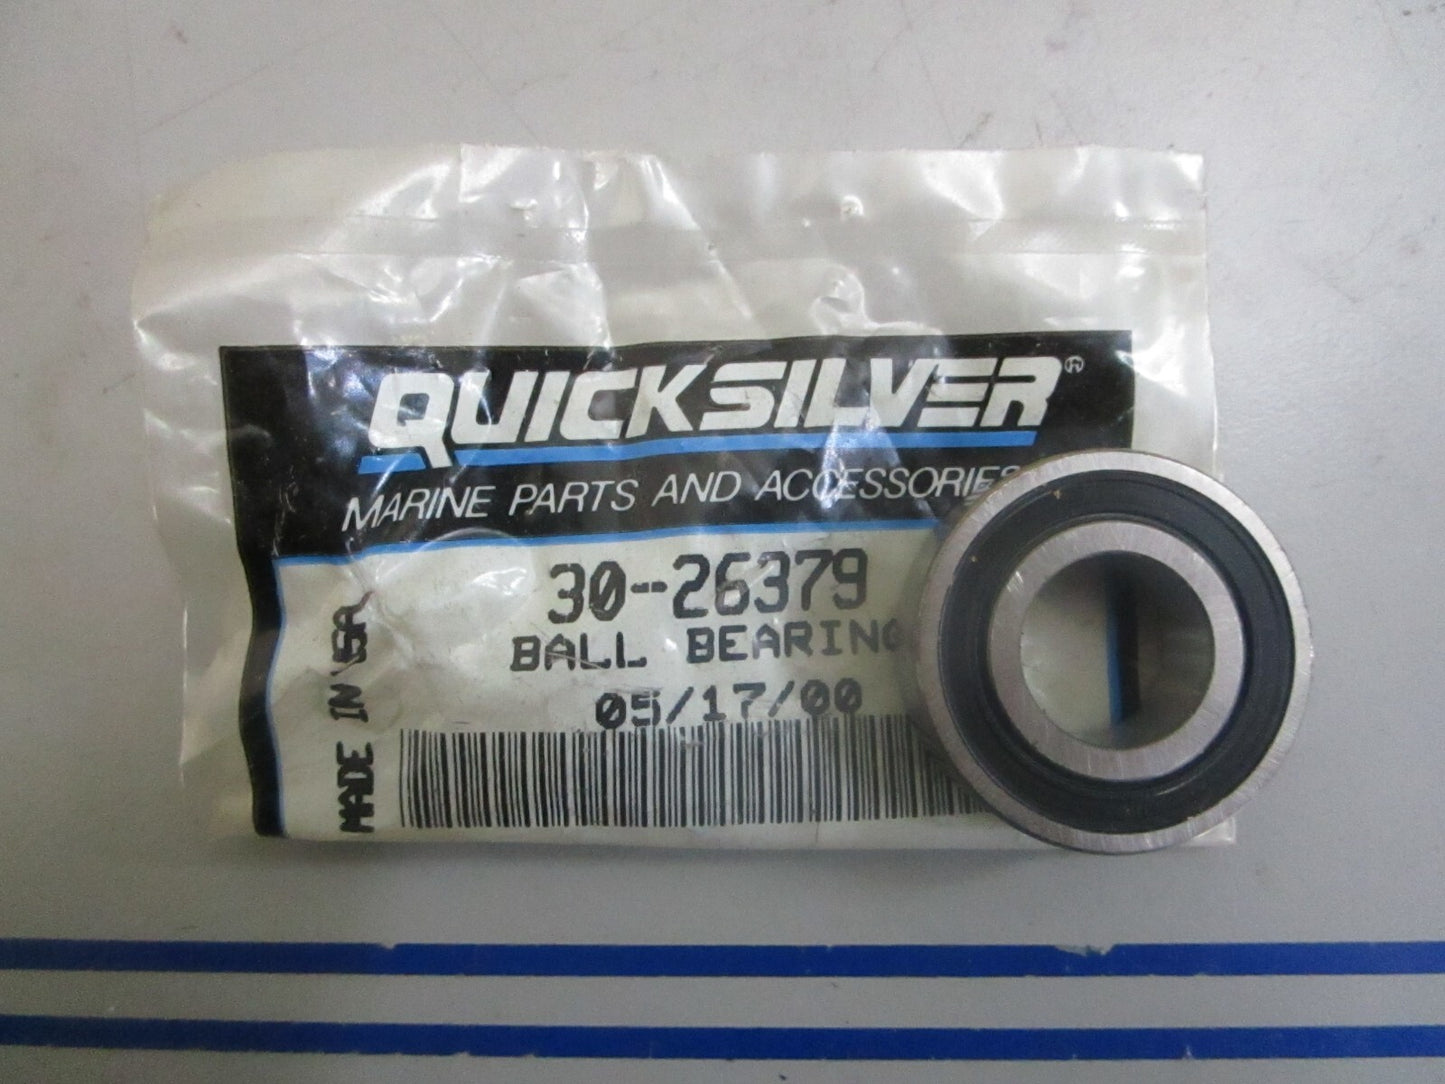 QUICKSILVER®
MARINE PARTS AND ACCESSORIES
30-26379
BALL BEARING
05/17/00
MADE IN USA